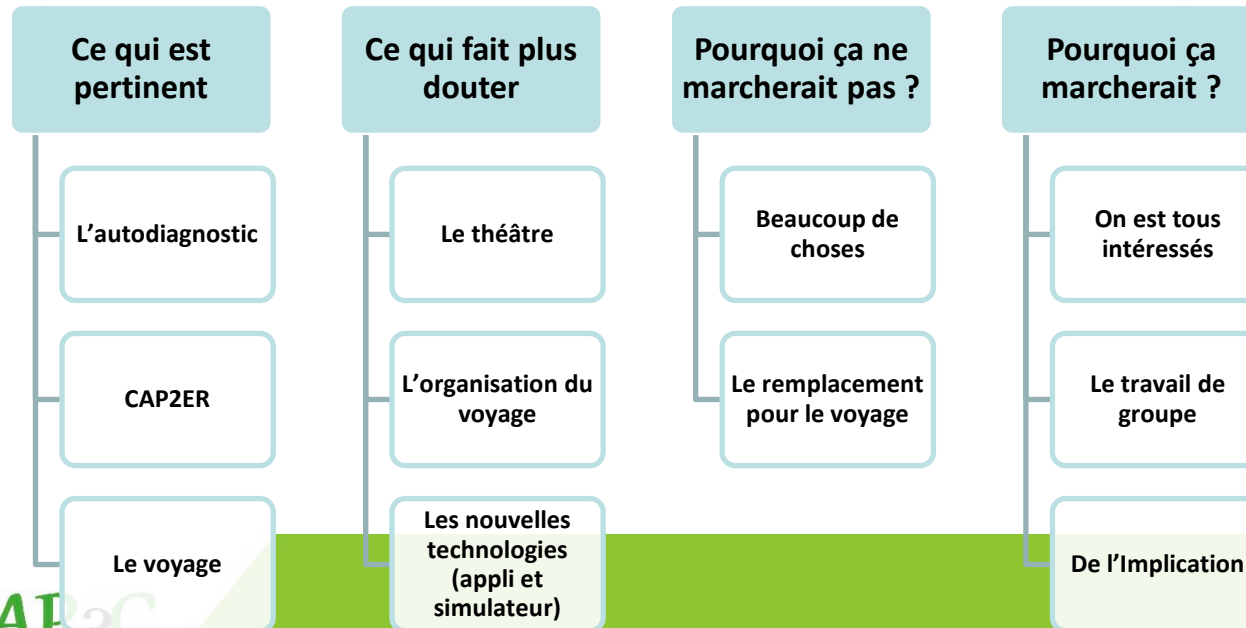 Ce qui est
pertinent
L’autodiagnostic
CAP2ER
Le voyage
Ce qui fait plus
douter
Le théâtre
L’organisation du
voyage
Les nouvelles
technologies
(appli et
simulateur)
Pourquoi ça ne
marcherait pas ?
Beaucoup de
choses
Le remplacement
pour le voyage
Pourquoi ça
marcherait ?
On est tous
intéressés
Le travail de
groupe
De l’Implication